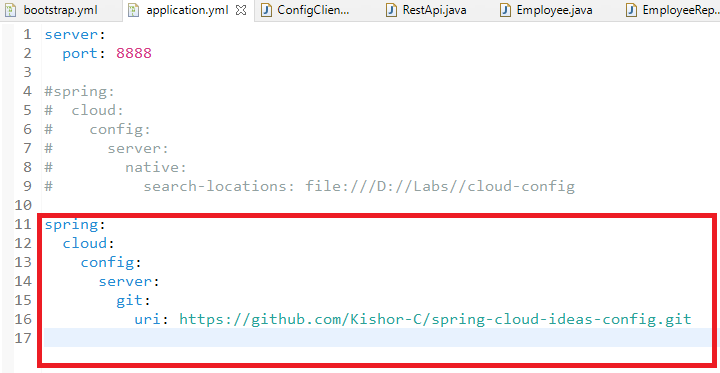 bootstrap.yml application.yml ConfigClien... RestApi.java Employee.java EmployeeRep...
1 server:
2   port: 8888
3
4 #spring:
5 #  cloud:
6 #    config:
7 #      server:
8 #        native:
9 #          search-locations: file:///D://Labs//cloud-config
10
11 spring:
12   cloud:
13     config:
14       server:
15         git:
16           uri: https://github.com/Kishor-C/spring-cloud-ideas-config.git
17